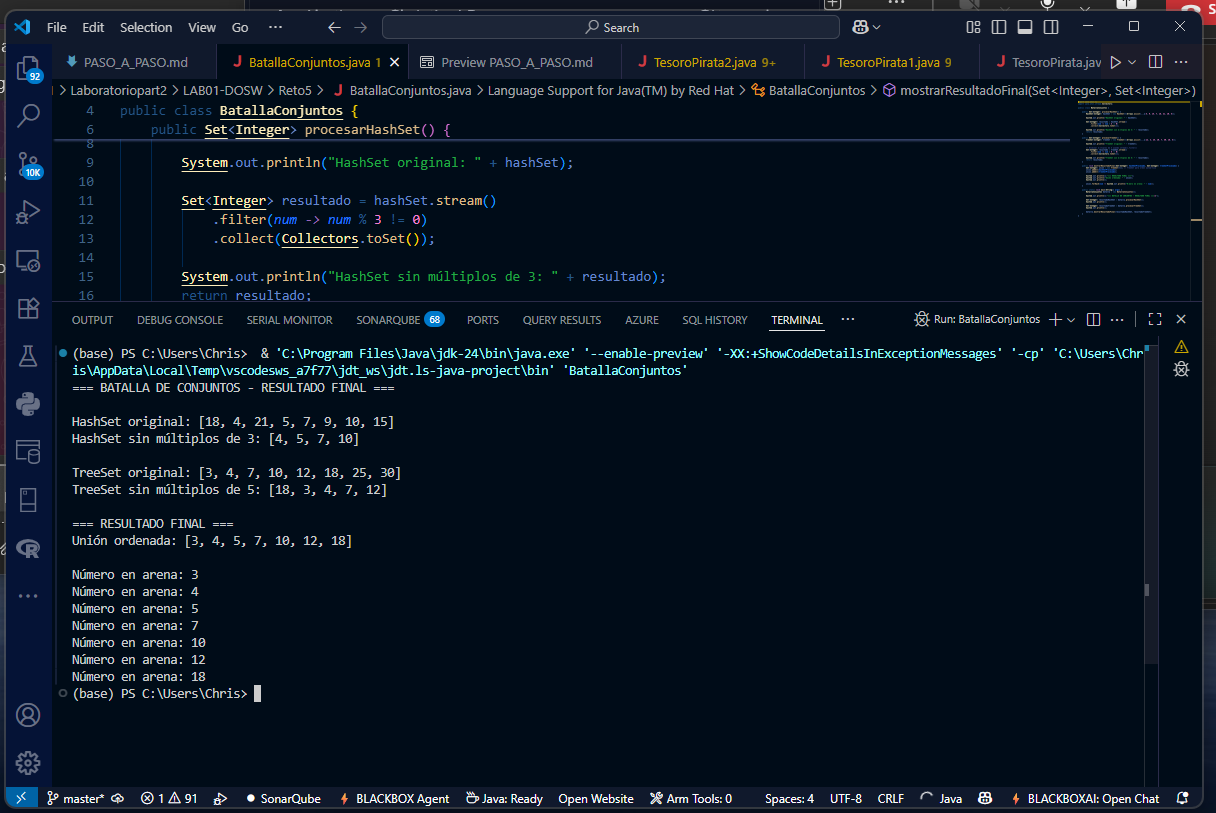 File Edit Selection View Go ··· Search
PASO_A_PASO.md BatallaConjuntos.java 1 Preview PASO_A_PASO.md TesoroPirata2.java 9+ TesoroPirata1.java 9 TesoroPirata.jav
Laboratoriopart2 > LAB01-DOSW > Reto5 > BatallaConjuntos.java > Language Support for Java(TM) by Red Hat > BatallaConjuntos > mostrarResultadoFinal(Set<Integer>, Set<Integer>)
4 public class BatallaConjuntos {
6 public Set<Integer> procesarHashSet() {
8
9 System.out.println("HashSet original: " + hashSet);
10
11 Set<Integer> resultado = hashSet.stream()
12 .filter(num -> num % 3 != 0)
13 .collect(Collectors.toSet());
14
15 System.out.println("HashSet sin múltiplos de 3: " + resultado);
16 return resultado;
92
10K
OUTPUT DEBUG CONSOLE SERIAL MONITOR SONARQUBE 68 PORTS QUERY RESULTS AZURE SQL HISTORY TERMINAL ··· Run: BatallaConjuntos
(base) PS C:\Users\Chris> & 'C:\Program Files\Java\jdk-24\bin\java.exe' '--enable-preview' '-XX:+ShowCodeDetailsInExceptionMessages' '-cp' 'C:\Users\Chr
is\AppData\Local\Temp\vscodesws_a7f77\jdt_ws\jdt.ls-java-project\bin' 'BatallaConjuntos'
=== BATALLA DE CONJUNTOS - RESULTADO FINAL ===
HashSet original: [18, 4, 21, 5, 7, 9, 10, 15]
HashSet sin múltiplos de 3: [4, 5, 7, 10]
TreeSet original: [3, 4, 7, 10, 12, 18, 25, 30]
TreeSet sin múltiplos de 5: [18, 3, 4, 7, 12]
=== RESULTADO FINAL ===
Unión ordenada: [3, 4, 5, 7, 10, 12, 18]
Número en arena: 3
Número en arena: 4
Número en arena: 5
Número en arena: 7
Número en arena: 10
Número en arena: 12
Número en arena: 18
(base) PS C:\Users\Chris>
master* 1 91 SonarQube BLACKBOX Agent Java: Ready Open Website Arm Tools: 0 Spaces: 4 UTF-8 CRLF Java BLACKBOXAI: Open Chat